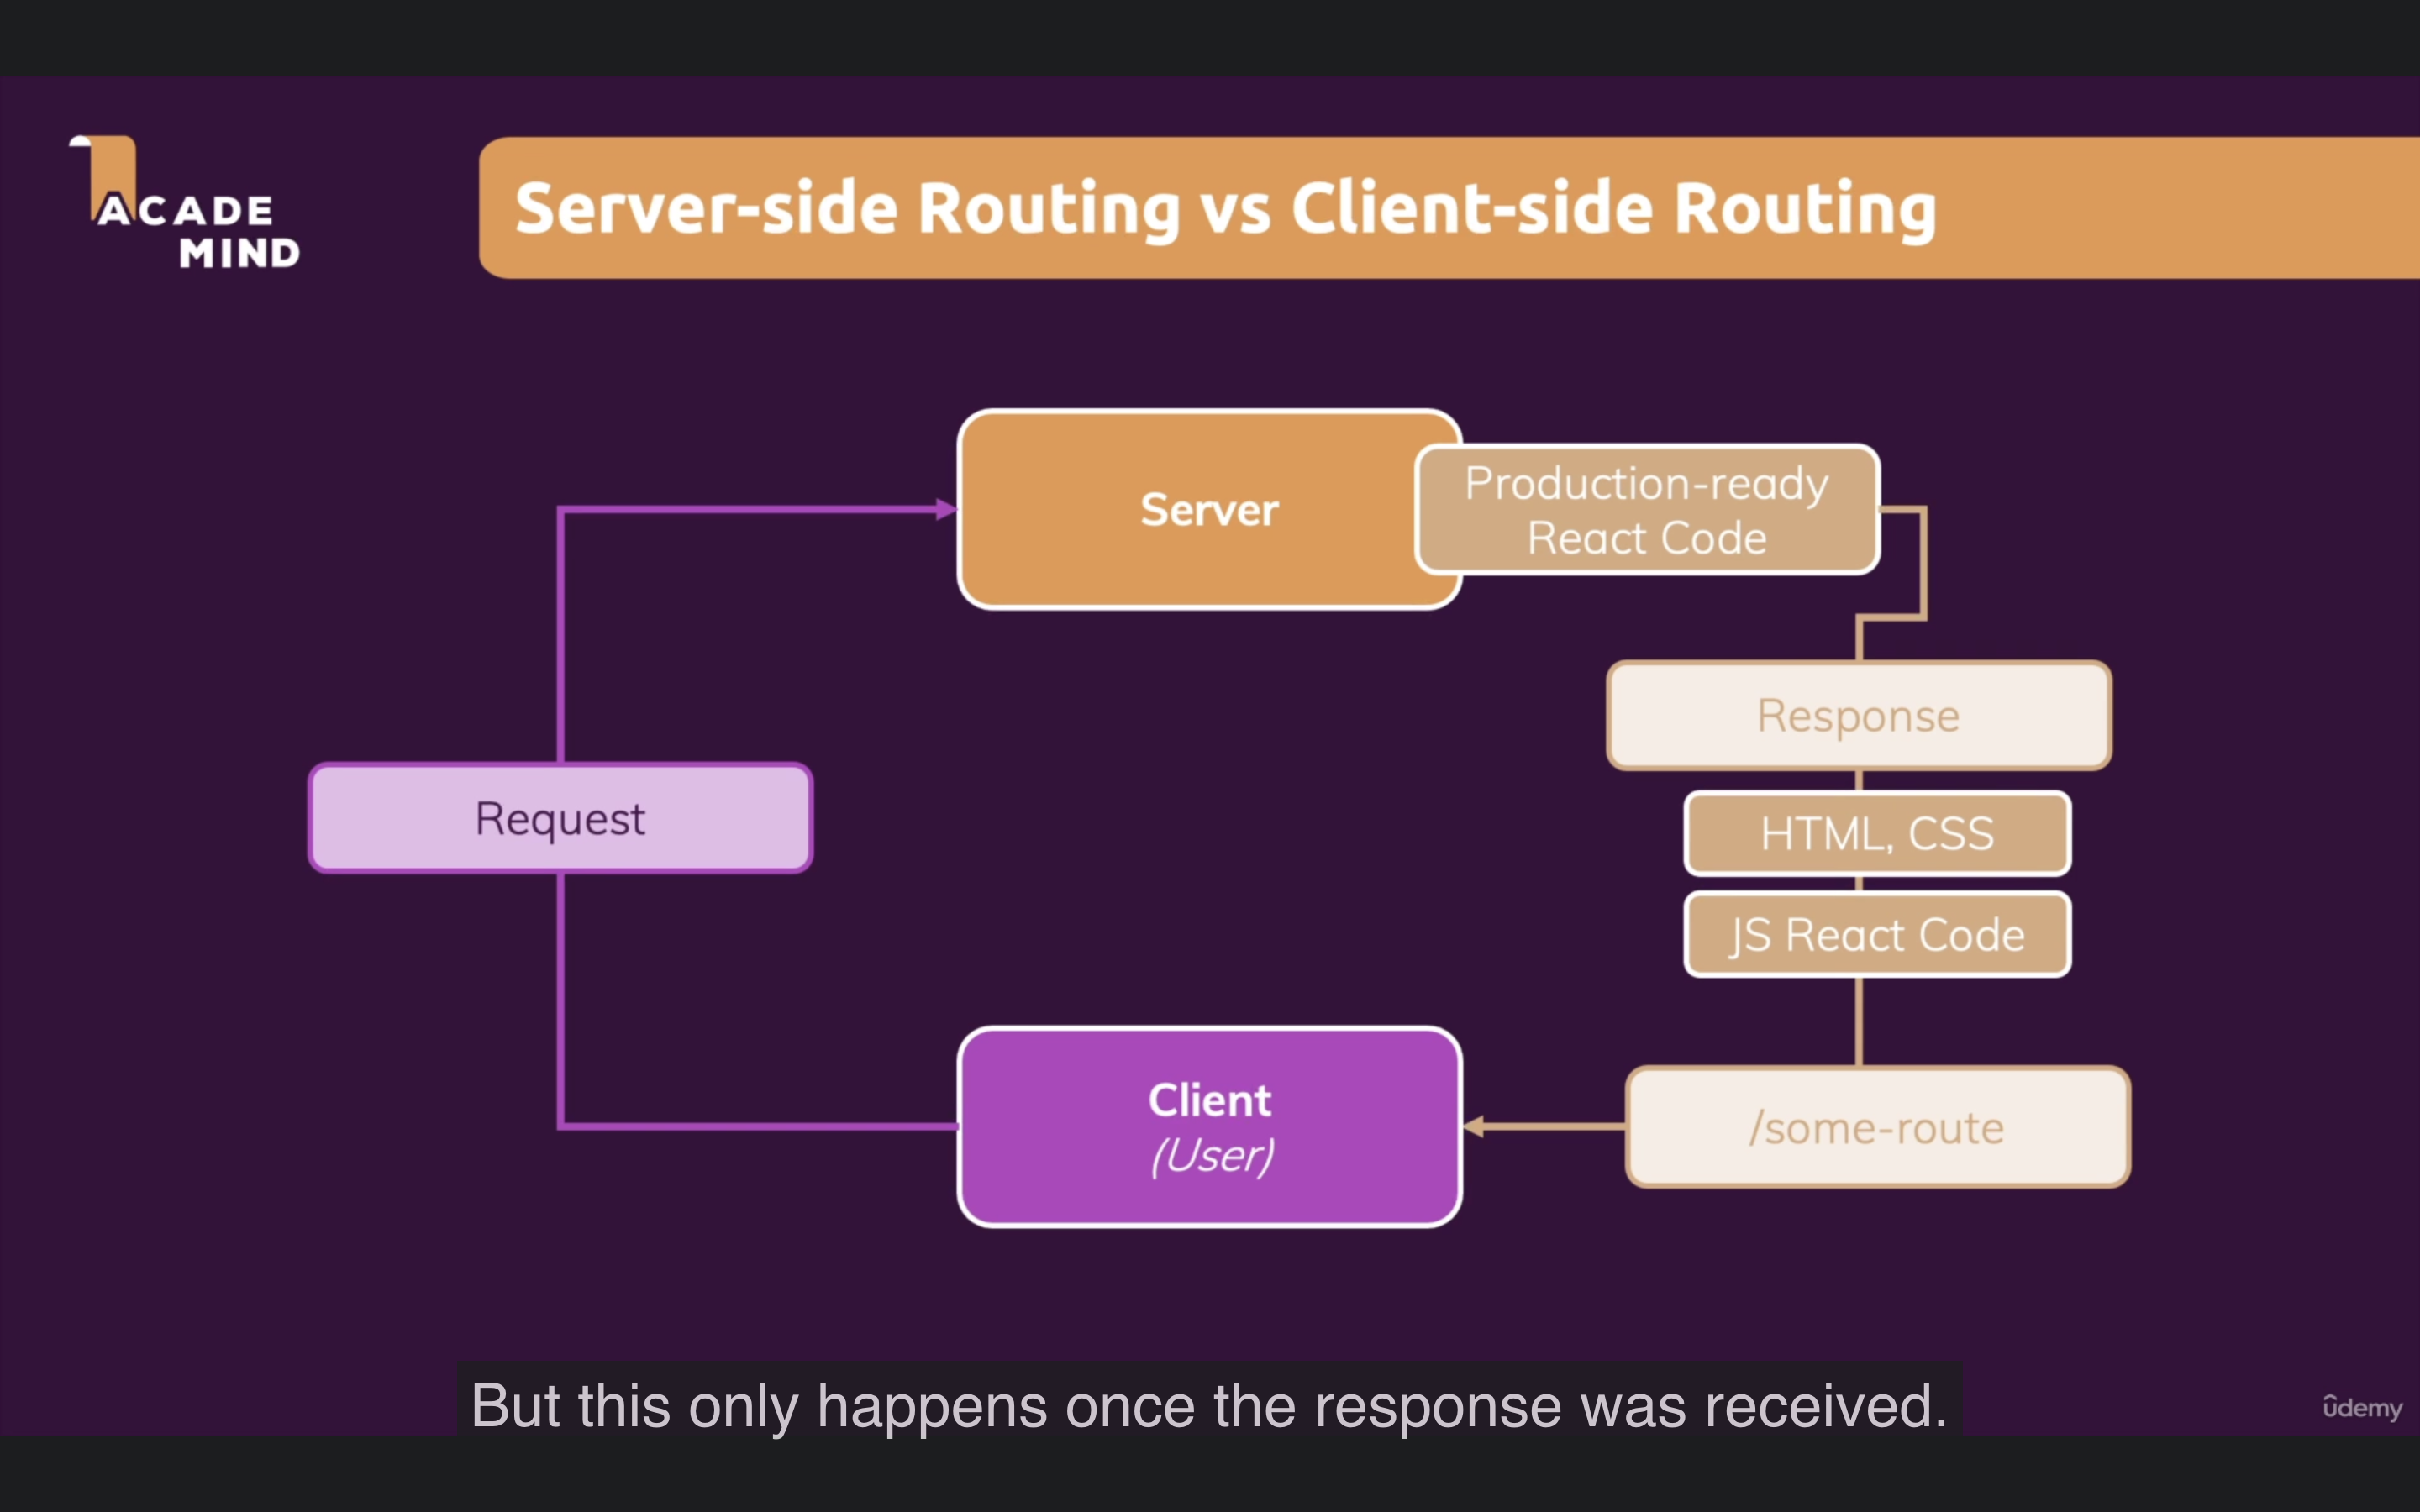 ACADE
MIND
Server-side Routing vs Client-side Routing
Server
Production-ready
React Code
Response
Request
HTML, CSS
JS React Code
Client
(User)
/some-route
But this only happens once the response was received.
ûdemy